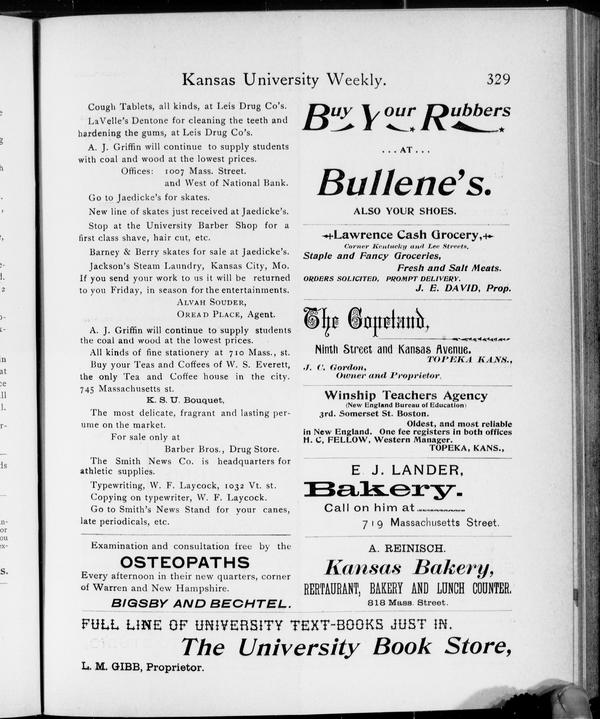 Kansas University Weekly. 329
Cough Tablets, all kinds, at Leis Drug Co's.
LaVelle's Dentone for cleaning the teeth and
hardening the gums, at Leis Drug Co's.
A. J. Griffin will continue to supply students
with coal and wood at the lowest prices.
Offices: 1007 Mass. Street.
and West of National Bank.
Go to Jaedicke's for skates.
New line of skates just received at Jaedicke's.
Stop at the University Barber Shop for a
first class shave, hair cut, etc.
Barney & Berry skates for sale at Jaedicke's.
Jackson's Steam Laundry, Kansas City, Mo.
If you send your work to us it will be returned
to you Friday, in season for the entertainments.
Alvah Souder,
Oread Place, Agent.
A. J. Griffin will continue to supply students
the coal and wood at the lowest prices.
All kinds of fine stationery at 710 Mass., st.
Buy your Teas and Coffees of W. S. Everett,
the only Tea and Coffee house in the city.
745 Massachusetts st.
K. S. U. Bouquet.
The most delicate, fragrant and lasting per-
ume on the market.
For sale only at
Barber Bros., Drug Store.
The Smith News Co. is headquarters for
athletic supplies.
Typewriting, W. F. Laycock, 1032 Vt. st.
Copying on typewriter, W. F. Laycock.
Go to Smith's News Stand for your canes,
late periodicals, etc.
Examination and consultation free by the
OSTEOPATHS
Every afternoon in their new quarters, corner
of Warren and New Hampshire.
BIGSBY AND BECHTEL.
Buy Your Rubbers
...AT...
Bullene's.
ALSO YOUR SHOES.
Lawrence Cash Grocery,
Corner Kentucky and Lee Streets,
Staple and Fancy Groceries,
Fresh and Salt Meats.
ORDERS SOLICITED, PROMPT DELIVERY.
J. E. DAVID, Prop.
The Copeland,
Ninth Street and Kansas Avenue.
TOPEKA KANS.,
J. C. Gordon,
Owner and Proprietor.
Winship Teachers Agency
(New England Bureau of Education)
3rd. Somerset St. Boston.
Oldest, and most reliable
in New England. One fee registers in both offices
H. C, FELLOW, Western Manager.
TOPEKA, KANS.,
E J. LANDER,
Bakery.
Call on him at
719 Massachusetts Street.
A. REINISCH.
Kansas Bakery,
RESTAURANT, BAKERY AND LUNCH COUNTER.
818 Mass. Street.
FULL LINE OF UNIVERSITY TEXT-BOOKS JUST IN.
The University Book Store,
L. M. GIBB, Proprietor.